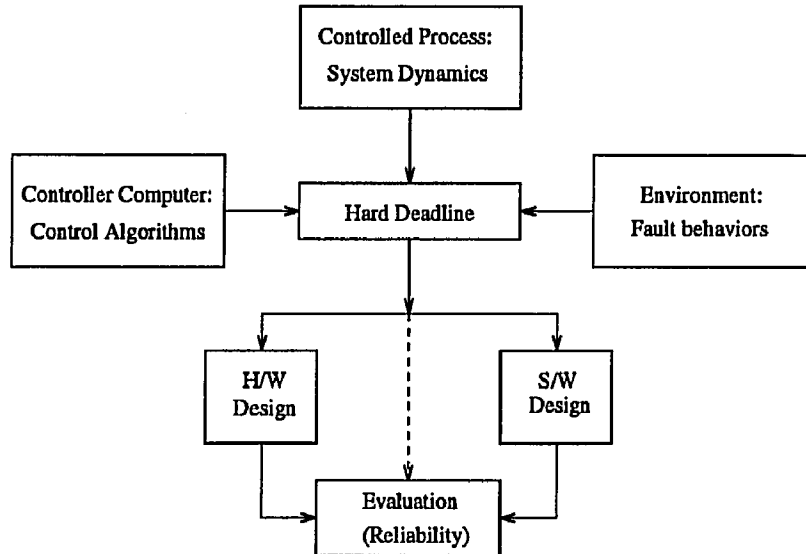 Controlled Process:
System Dynamics
Controller Computer:
Control Algorithms
Hard Deadline
Environment:
Fault behaviors
H/W
Design
S/W
Design
Evaluation
(Reliability)